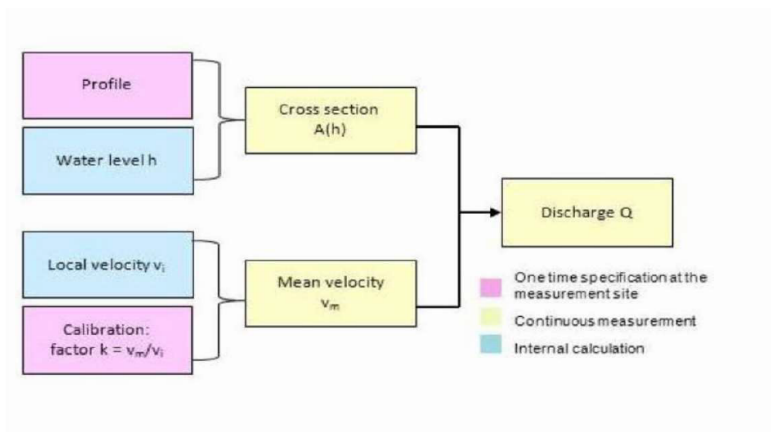 Profile
Water level h
Cross section
A(h)
Local velocity vᵢ
Calibration:
factor k = vₘ/vᵢ
Mean velocity
vₘ
Discharge Q
One time specification at the
measurement site
Continuous measurement
Internal calculation